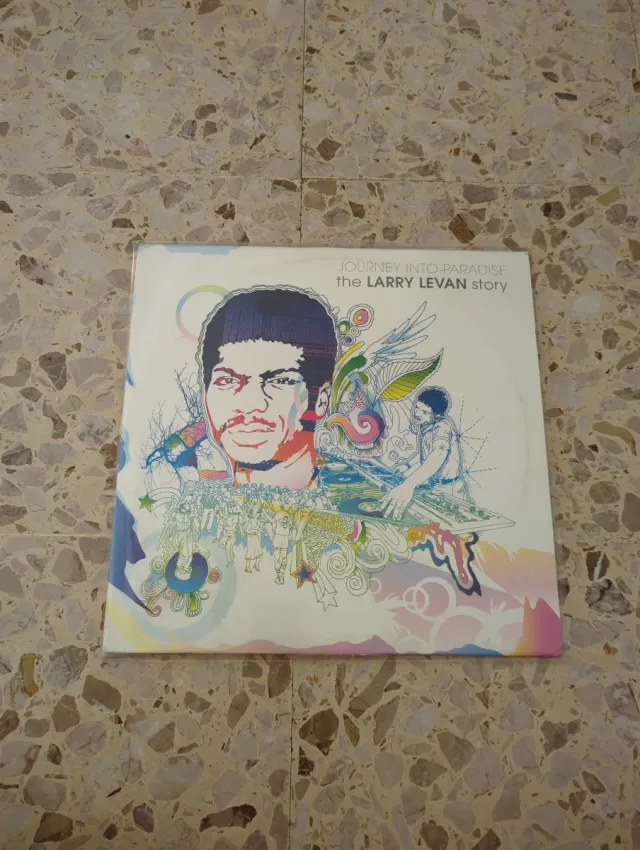 JOURNEY INTO PARADISE
the LARRY LEVAN story